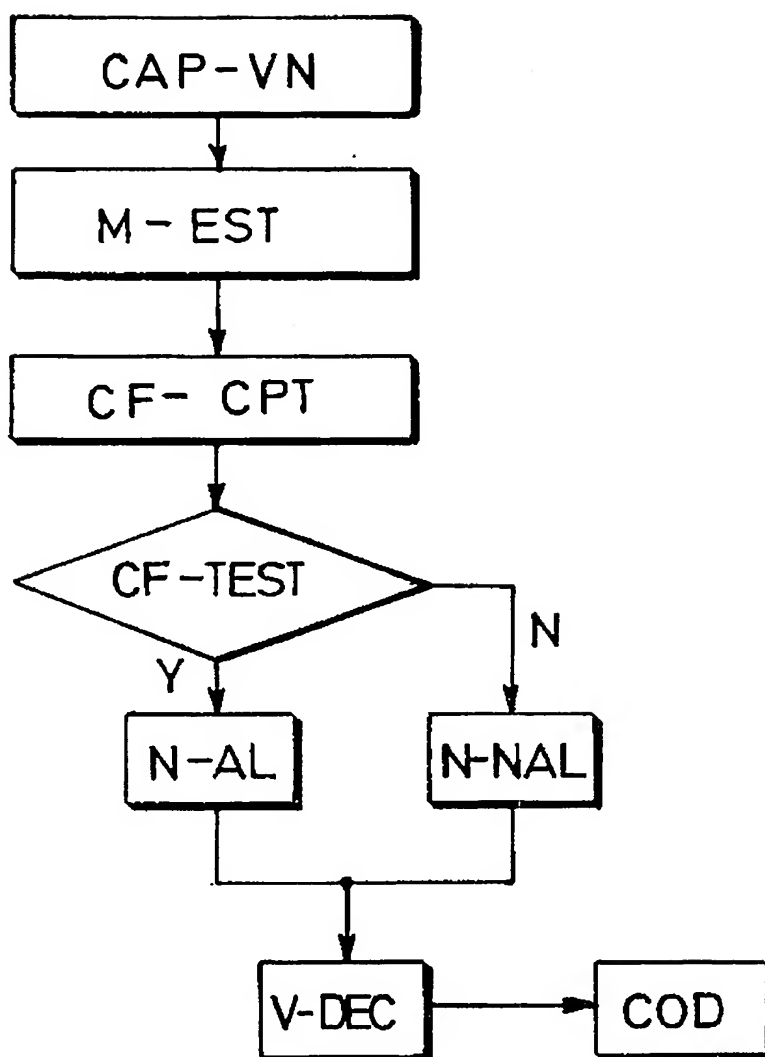 CAP-VN
M-EST
CF-CPT
CF-TEST
Y
N
N-AL
N-NAL
V-DEC
COD